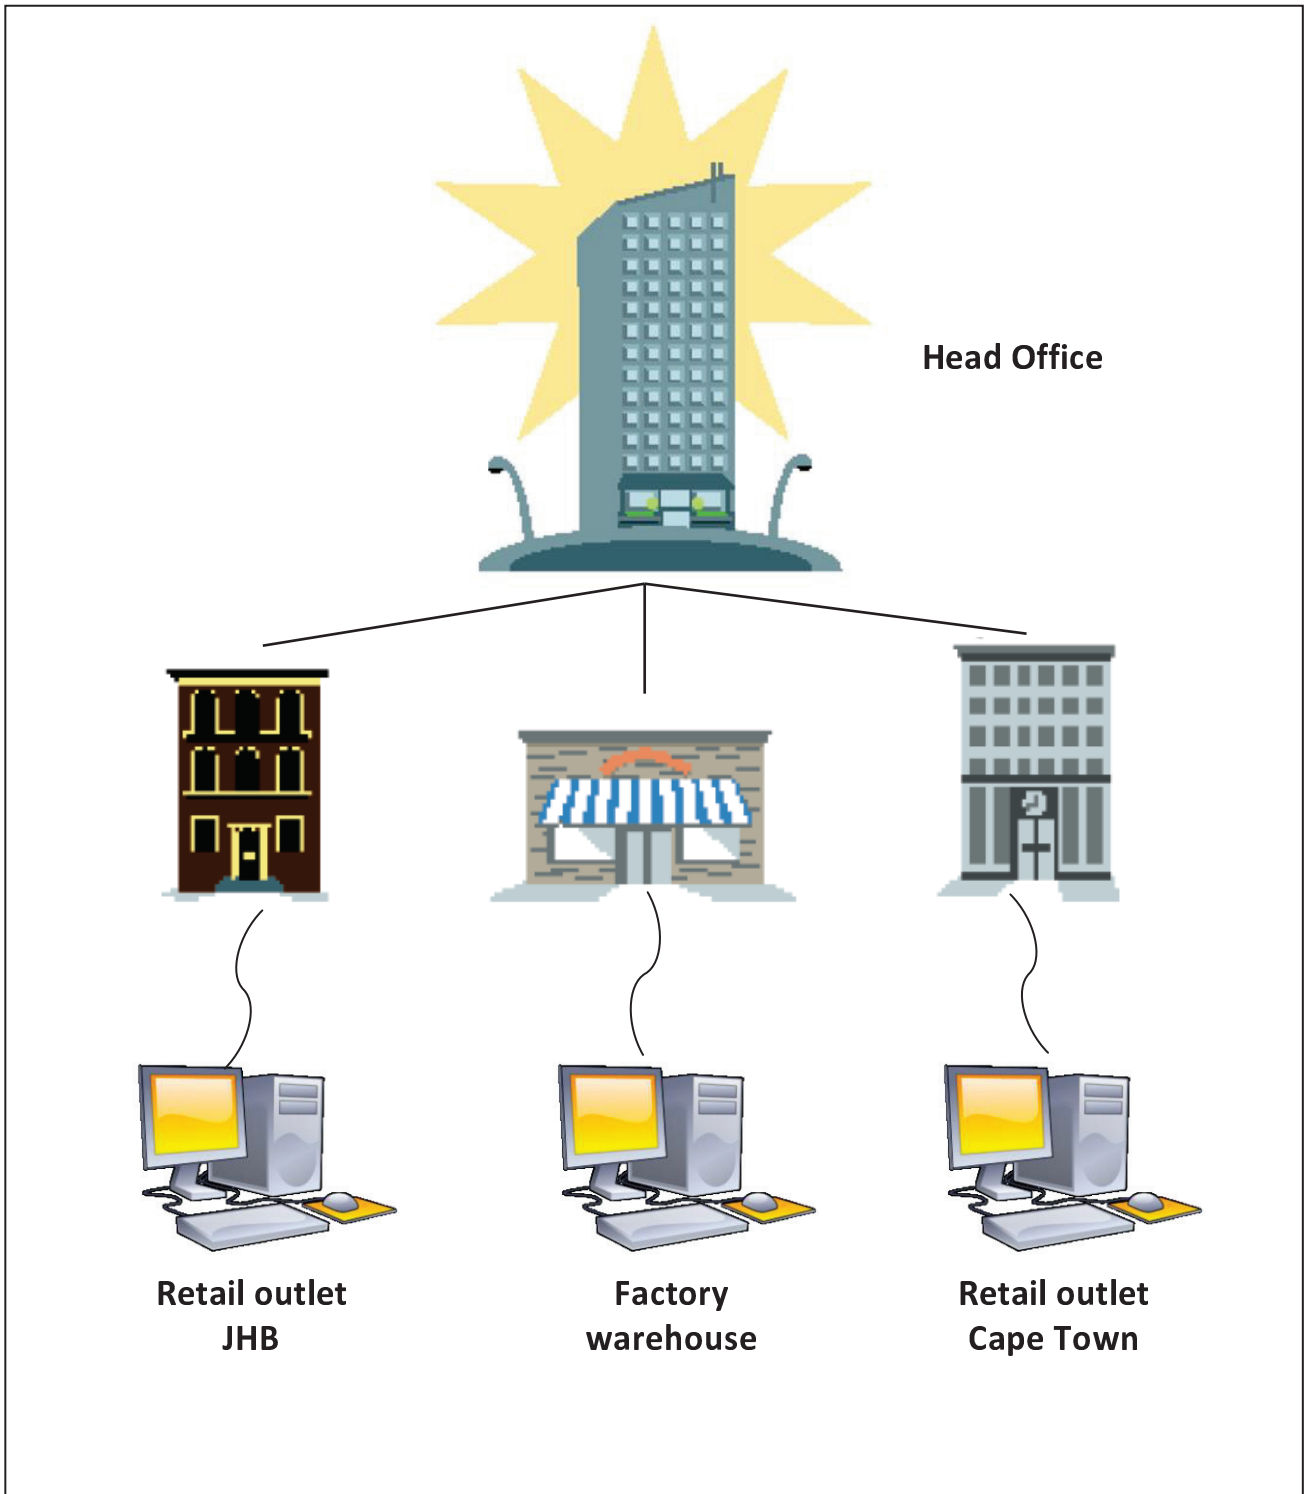 Head Office
Retail outlet
JHB
Factory
warehouse
Retail outlet
Cape Town